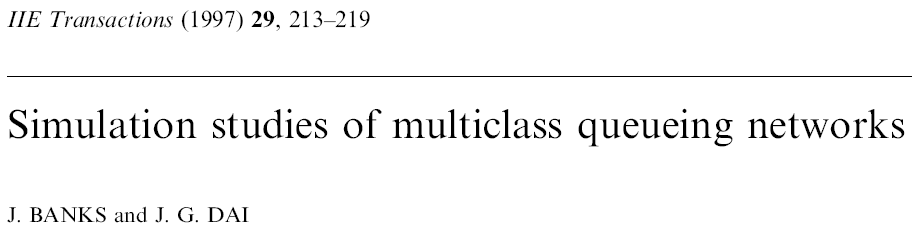 IIE Transactions (1997) 29, 213–219
Simulation studies of multiclass queueing networks
J. BANKS and J. G. DAI